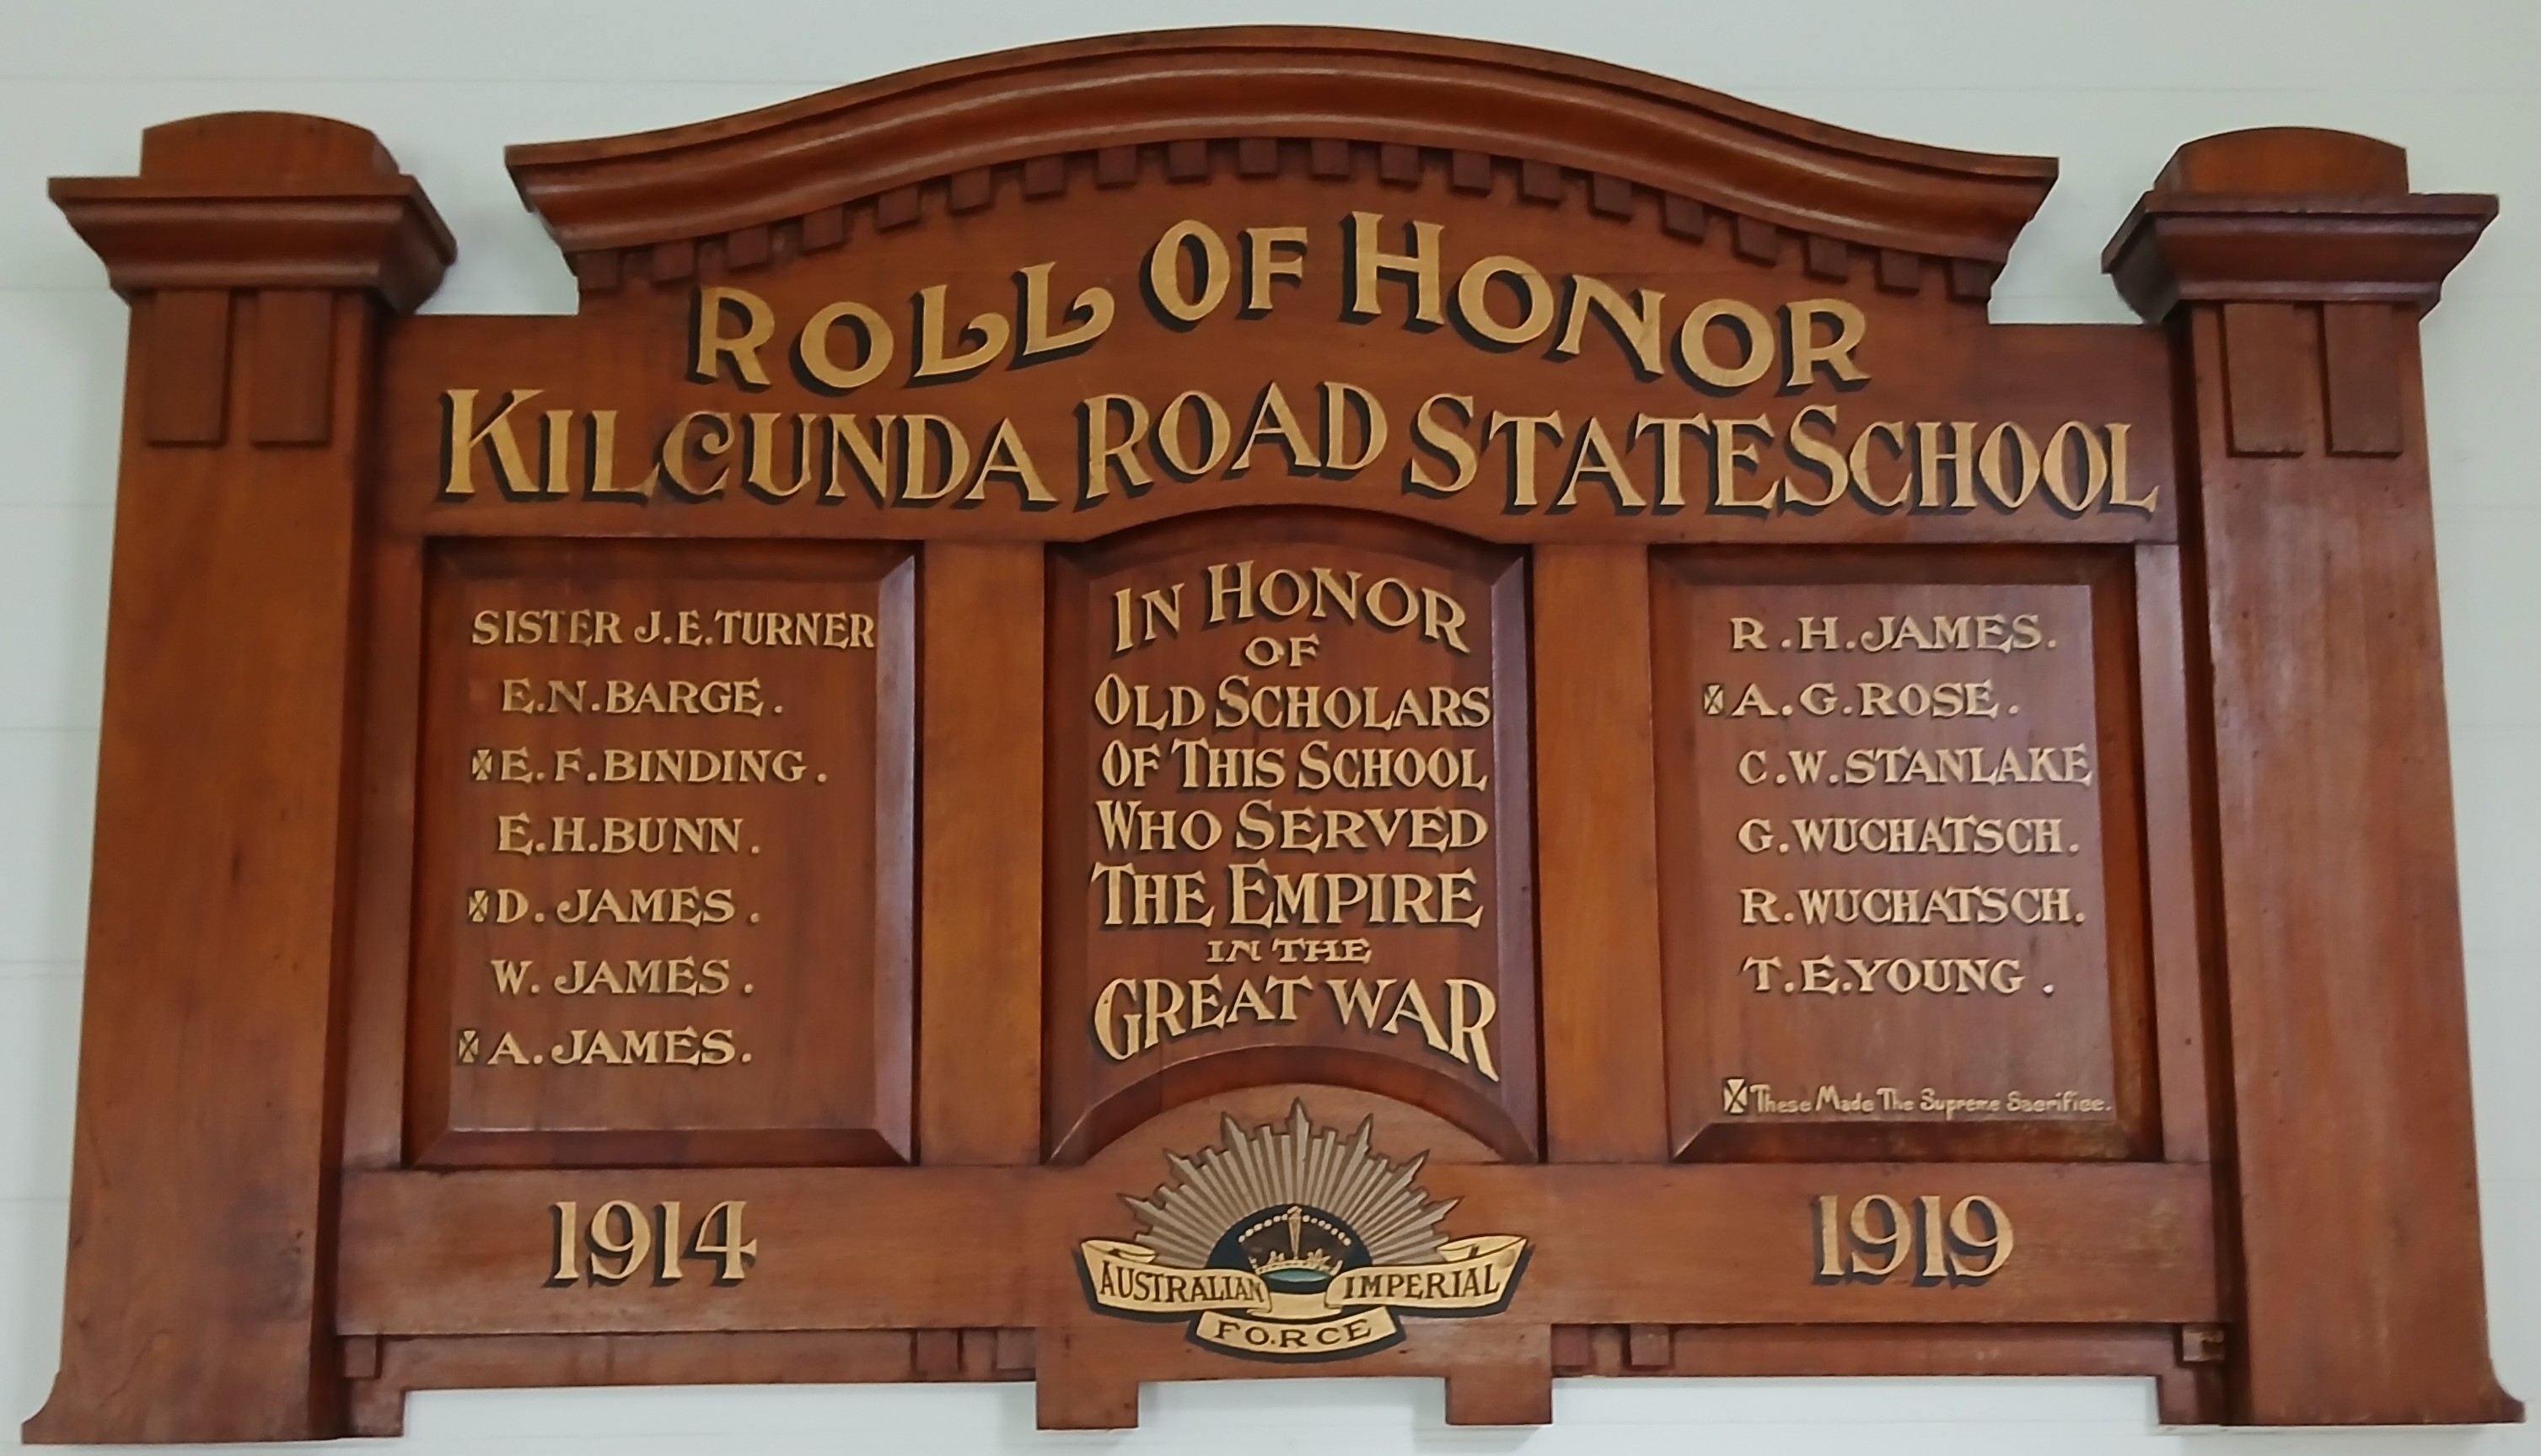 ROLL OF HONOR
KILCUNDA ROAD STATE SCHOOL
SISTER J.E. TURNER
E.N. BARGE.
E. F. BINDING.
E.H. BUNN.
D. JAMES.
W. JAMES.
A. JAMES.
IN HONOR
OF
OLD SCHOLARS
OF THIS SCHOOL
WHO SERVED
THE EMPIRE
IN THE
GREAT WAR
R. H. JAMES.
A. G. ROSE.
C. W. STANLAKE
G. WUCHATSCH.
R. WUCHATSCH.
T. E. YOUNG.
These Made The Supreme Sacrifice.
1914
AUSTRALIAN IMPERIAL
FO.RCE
1919